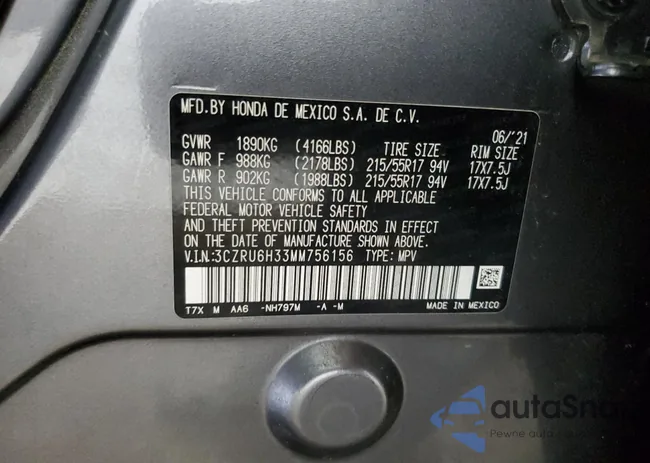 MFD.BY HONDA DE MEXICO S.A. DE C.V.
06/'21
GVWR 1890KG (4166LBS) TIRE SIZE RIM SIZE
GAWR F 988KG (2178LBS) 215/55R17 94V 17X7.5J
GAWR R 902KG (1988LBS) 215/55R17 94V 17X7.5J
THIS VEHICLE CONFORMS TO ALL APPLICABLE
FEDERAL MOTOR VEHICLE SAFETY
AND THEFT PREVENTION STANDARDS IN EFFECT
ON THE DATE OF MANUFACTURE SHOWN ABOVE.
V.I.N:3CZRU6H33MM756156 TYPE: MPV
T7X M AA6 -NH797M -A -M MADE IN MEXICO
Pewne auto